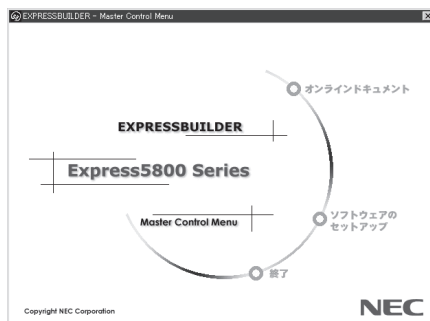 EXPRESSBUILDER - Master Control Menu
オンラインドキュメント
EXPRESSBUILDER
Express5800 Series
Master Control Menu
ソフトウェアの
セットアップ
終了
Copyright NEC Corporation
NEC